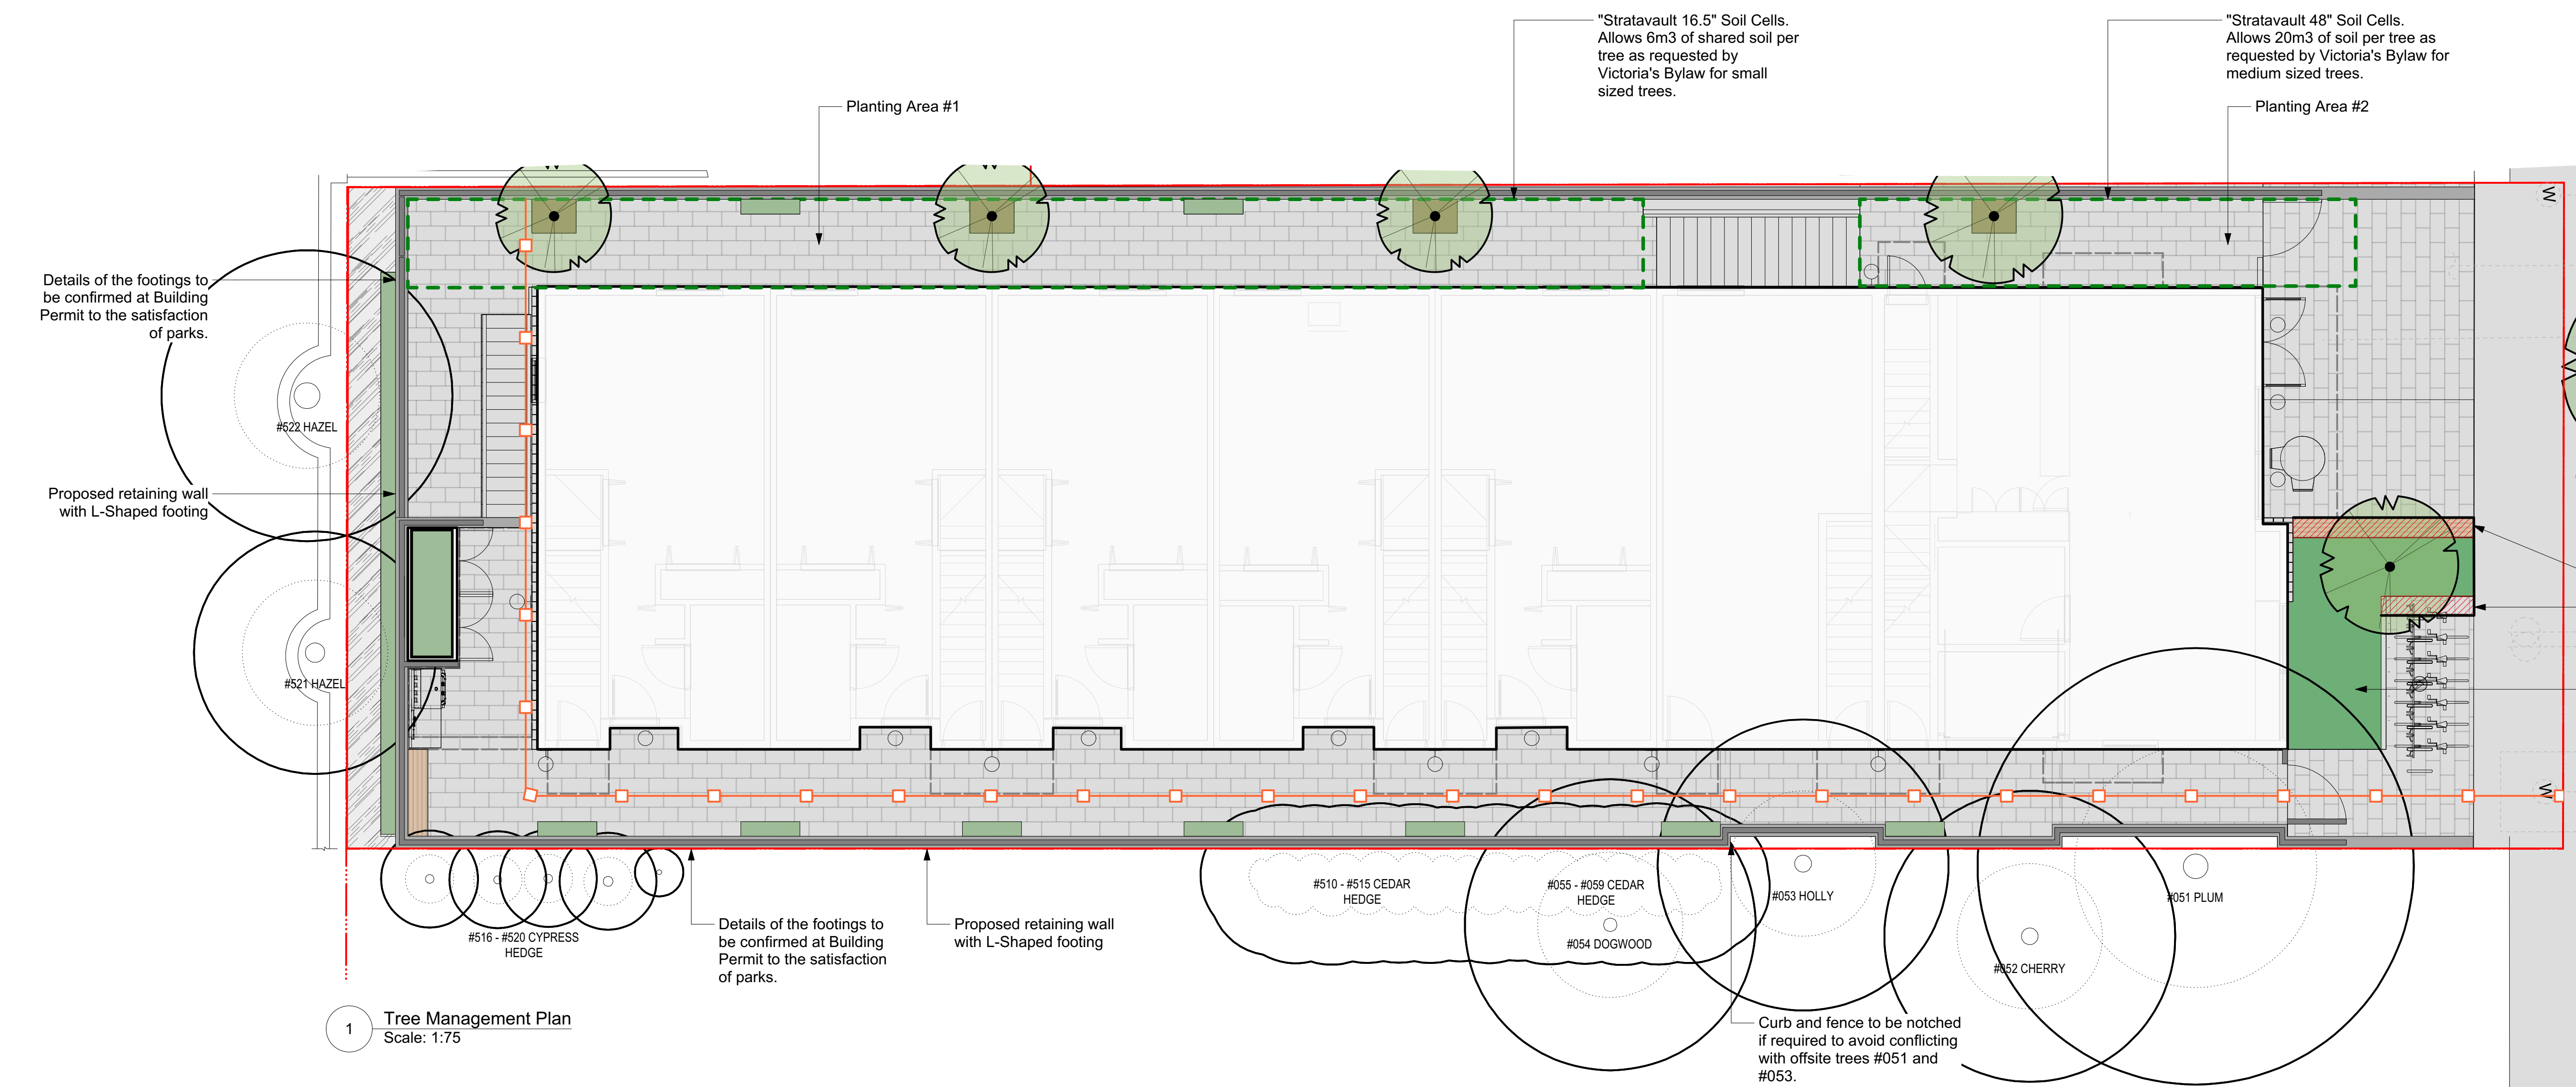 "Stratavault 16.5" Soil Cells.
Allows 6m3 of shared soil per
tree as requested by
Victoria's Bylaw for small
sized trees.
"Stratavault 48" Soil Cells.
Allows 20m3 of soil per tree as
requested by Victoria's Bylaw for
medium sized trees.
Planting Area #1
Planting Area #2
W
Details of the footings to
be confirmed at Building
Permit to the satisfaction
of parks.
#522 HAZEL
Proposed retaining wall
with L-Shaped footing
#521 HAZEL
W
#510 - #515 CEDAR
HEDGE
#055 - #059 CEDAR
HEDGE
#053 HOLLY
#051 PLUM
#516 - #520 CYPRESS
HEDGE
Details of the footings to
be confirmed at Building
Permit to the satisfaction
of parks.
Proposed retaining wall
with L-Shaped footing
#054 DOGWOOD
#052 CHERRY
1
Tree Management Plan
Scale: 1:75
Curb and fence to be notched
if required to avoid conflicting
with offsite trees #051 and
#053.